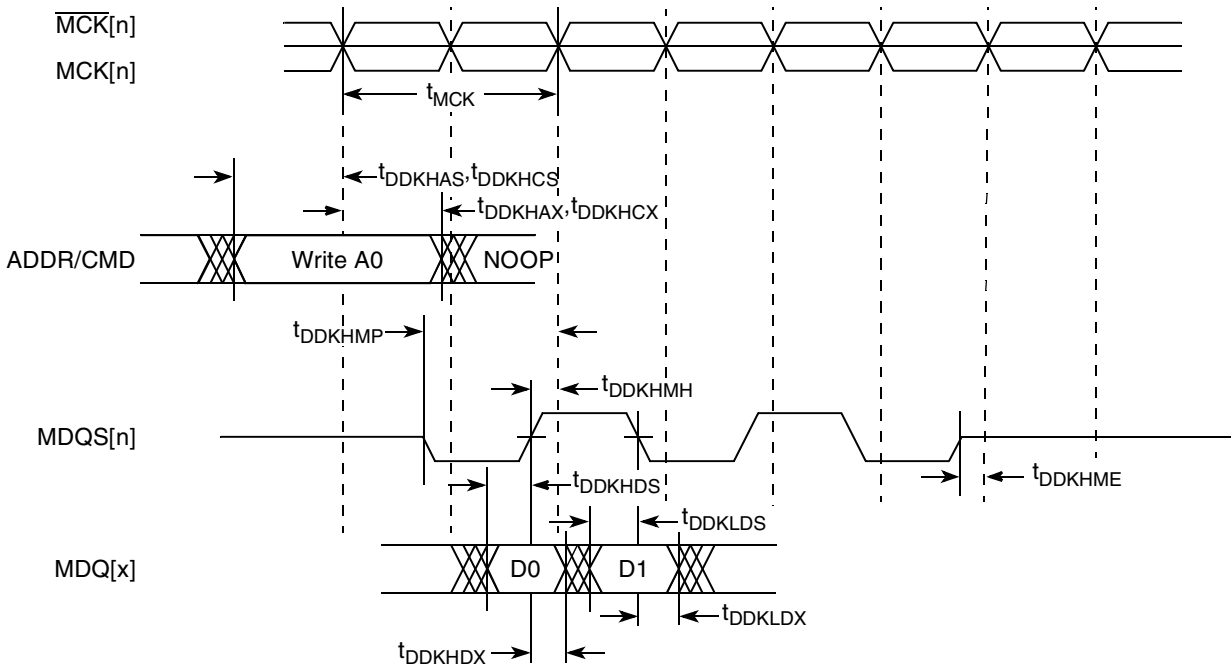 M̅C̅K̅[n]
MCK[n]
tMCK
tDDKHAS,tDDKHCS
tDDKHAX,tDDKHCX
ADDR/CMD
Write A0
NOOP
tDDKHMP
tDDKHMH
MDQS[n]
tDDKHDS
tDDKHME
tDDKLDS
MDQ[x]
D0
D1
tDDKLDX
tDDKHDX